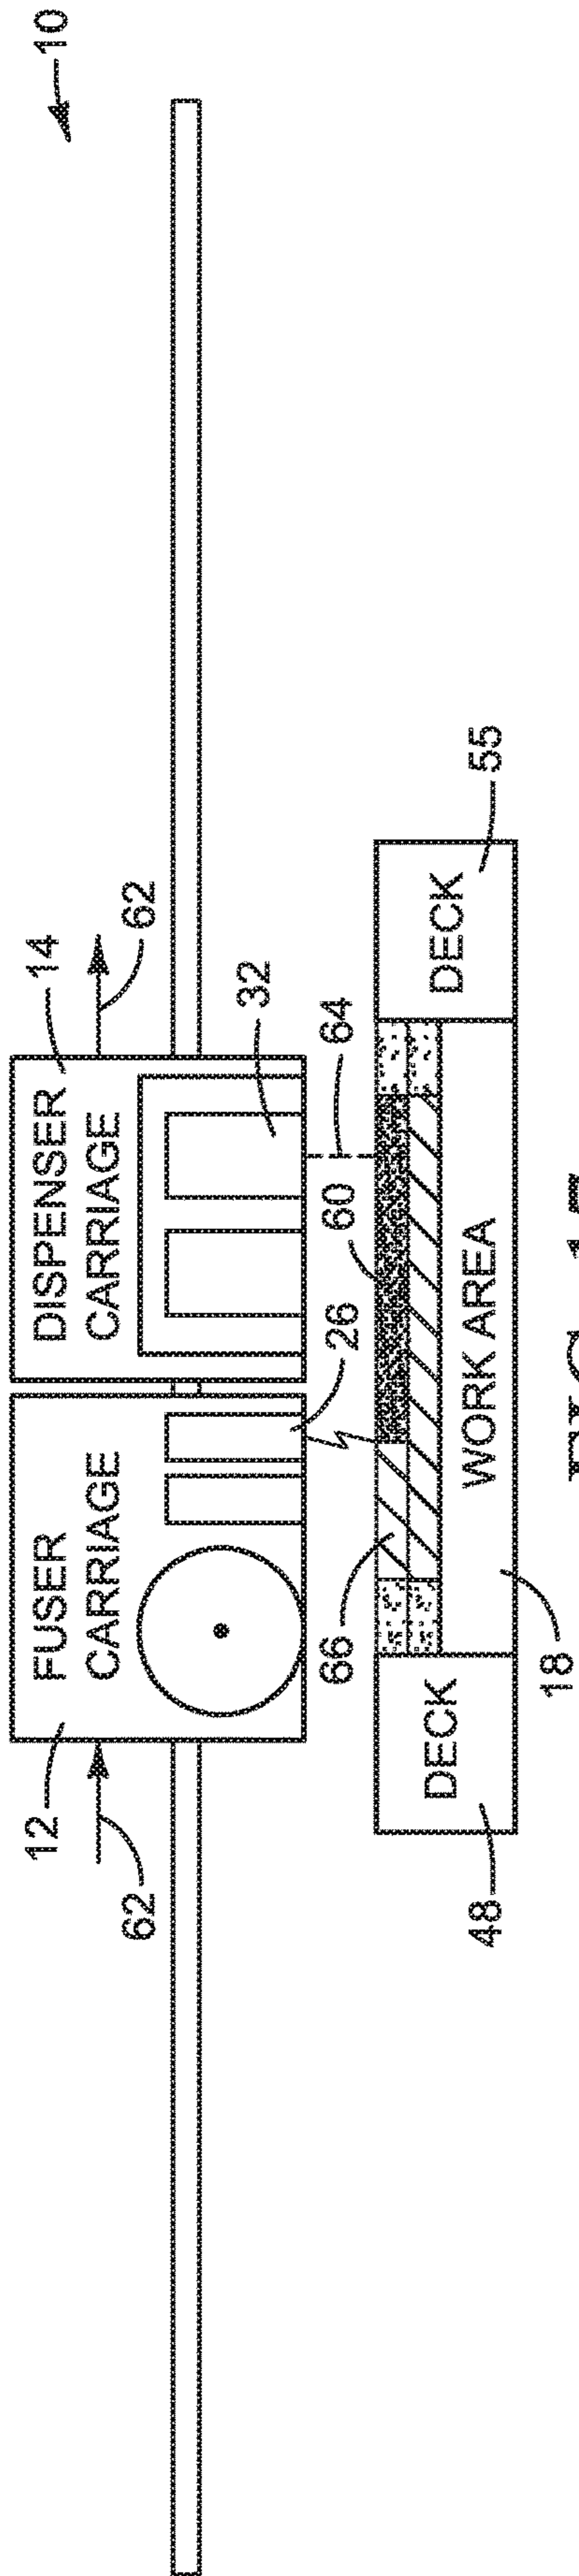 10
12
FUSER
CARRIAGE
DISPENSER
CARRIAGE
14
62
62
26
32
66
60
64
DECK
DECK
WORK AREA
48
18
55